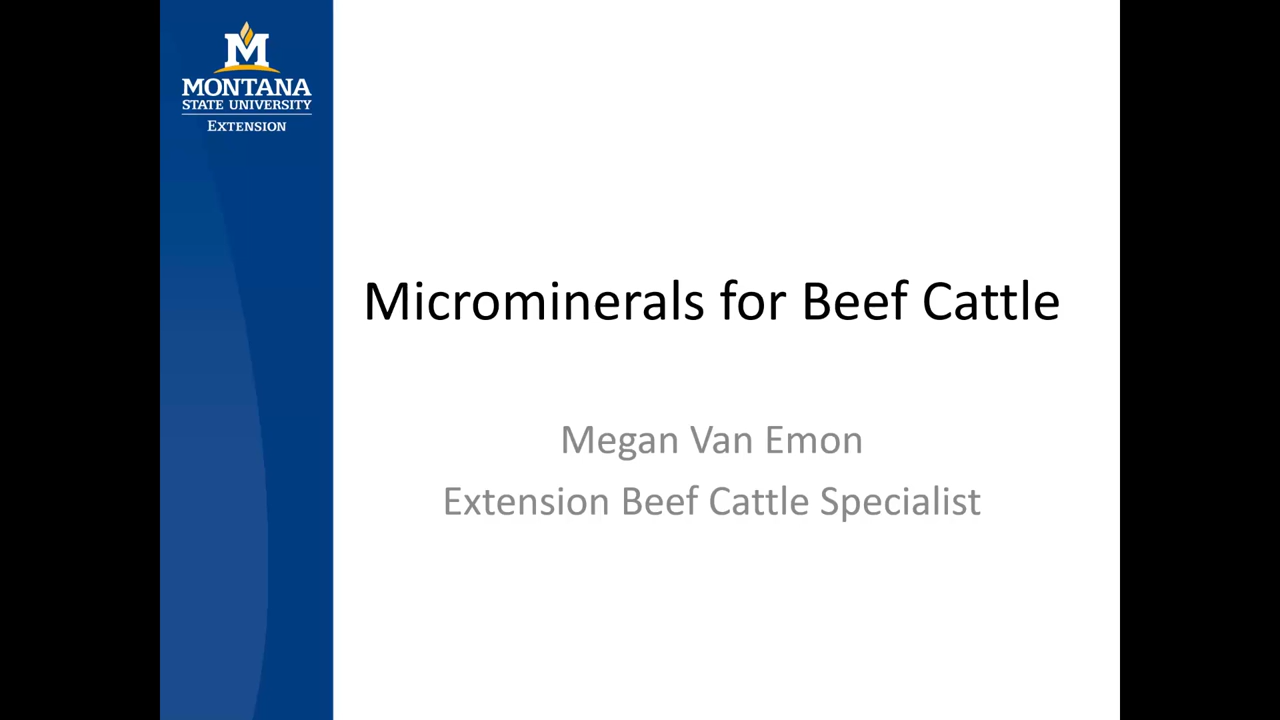 M
MONTANA
STATE UNIVERSITY
EXTENSION
Microminerals for Beef Cattle
Megan Van Emon
Extension Beef Cattle Specialist